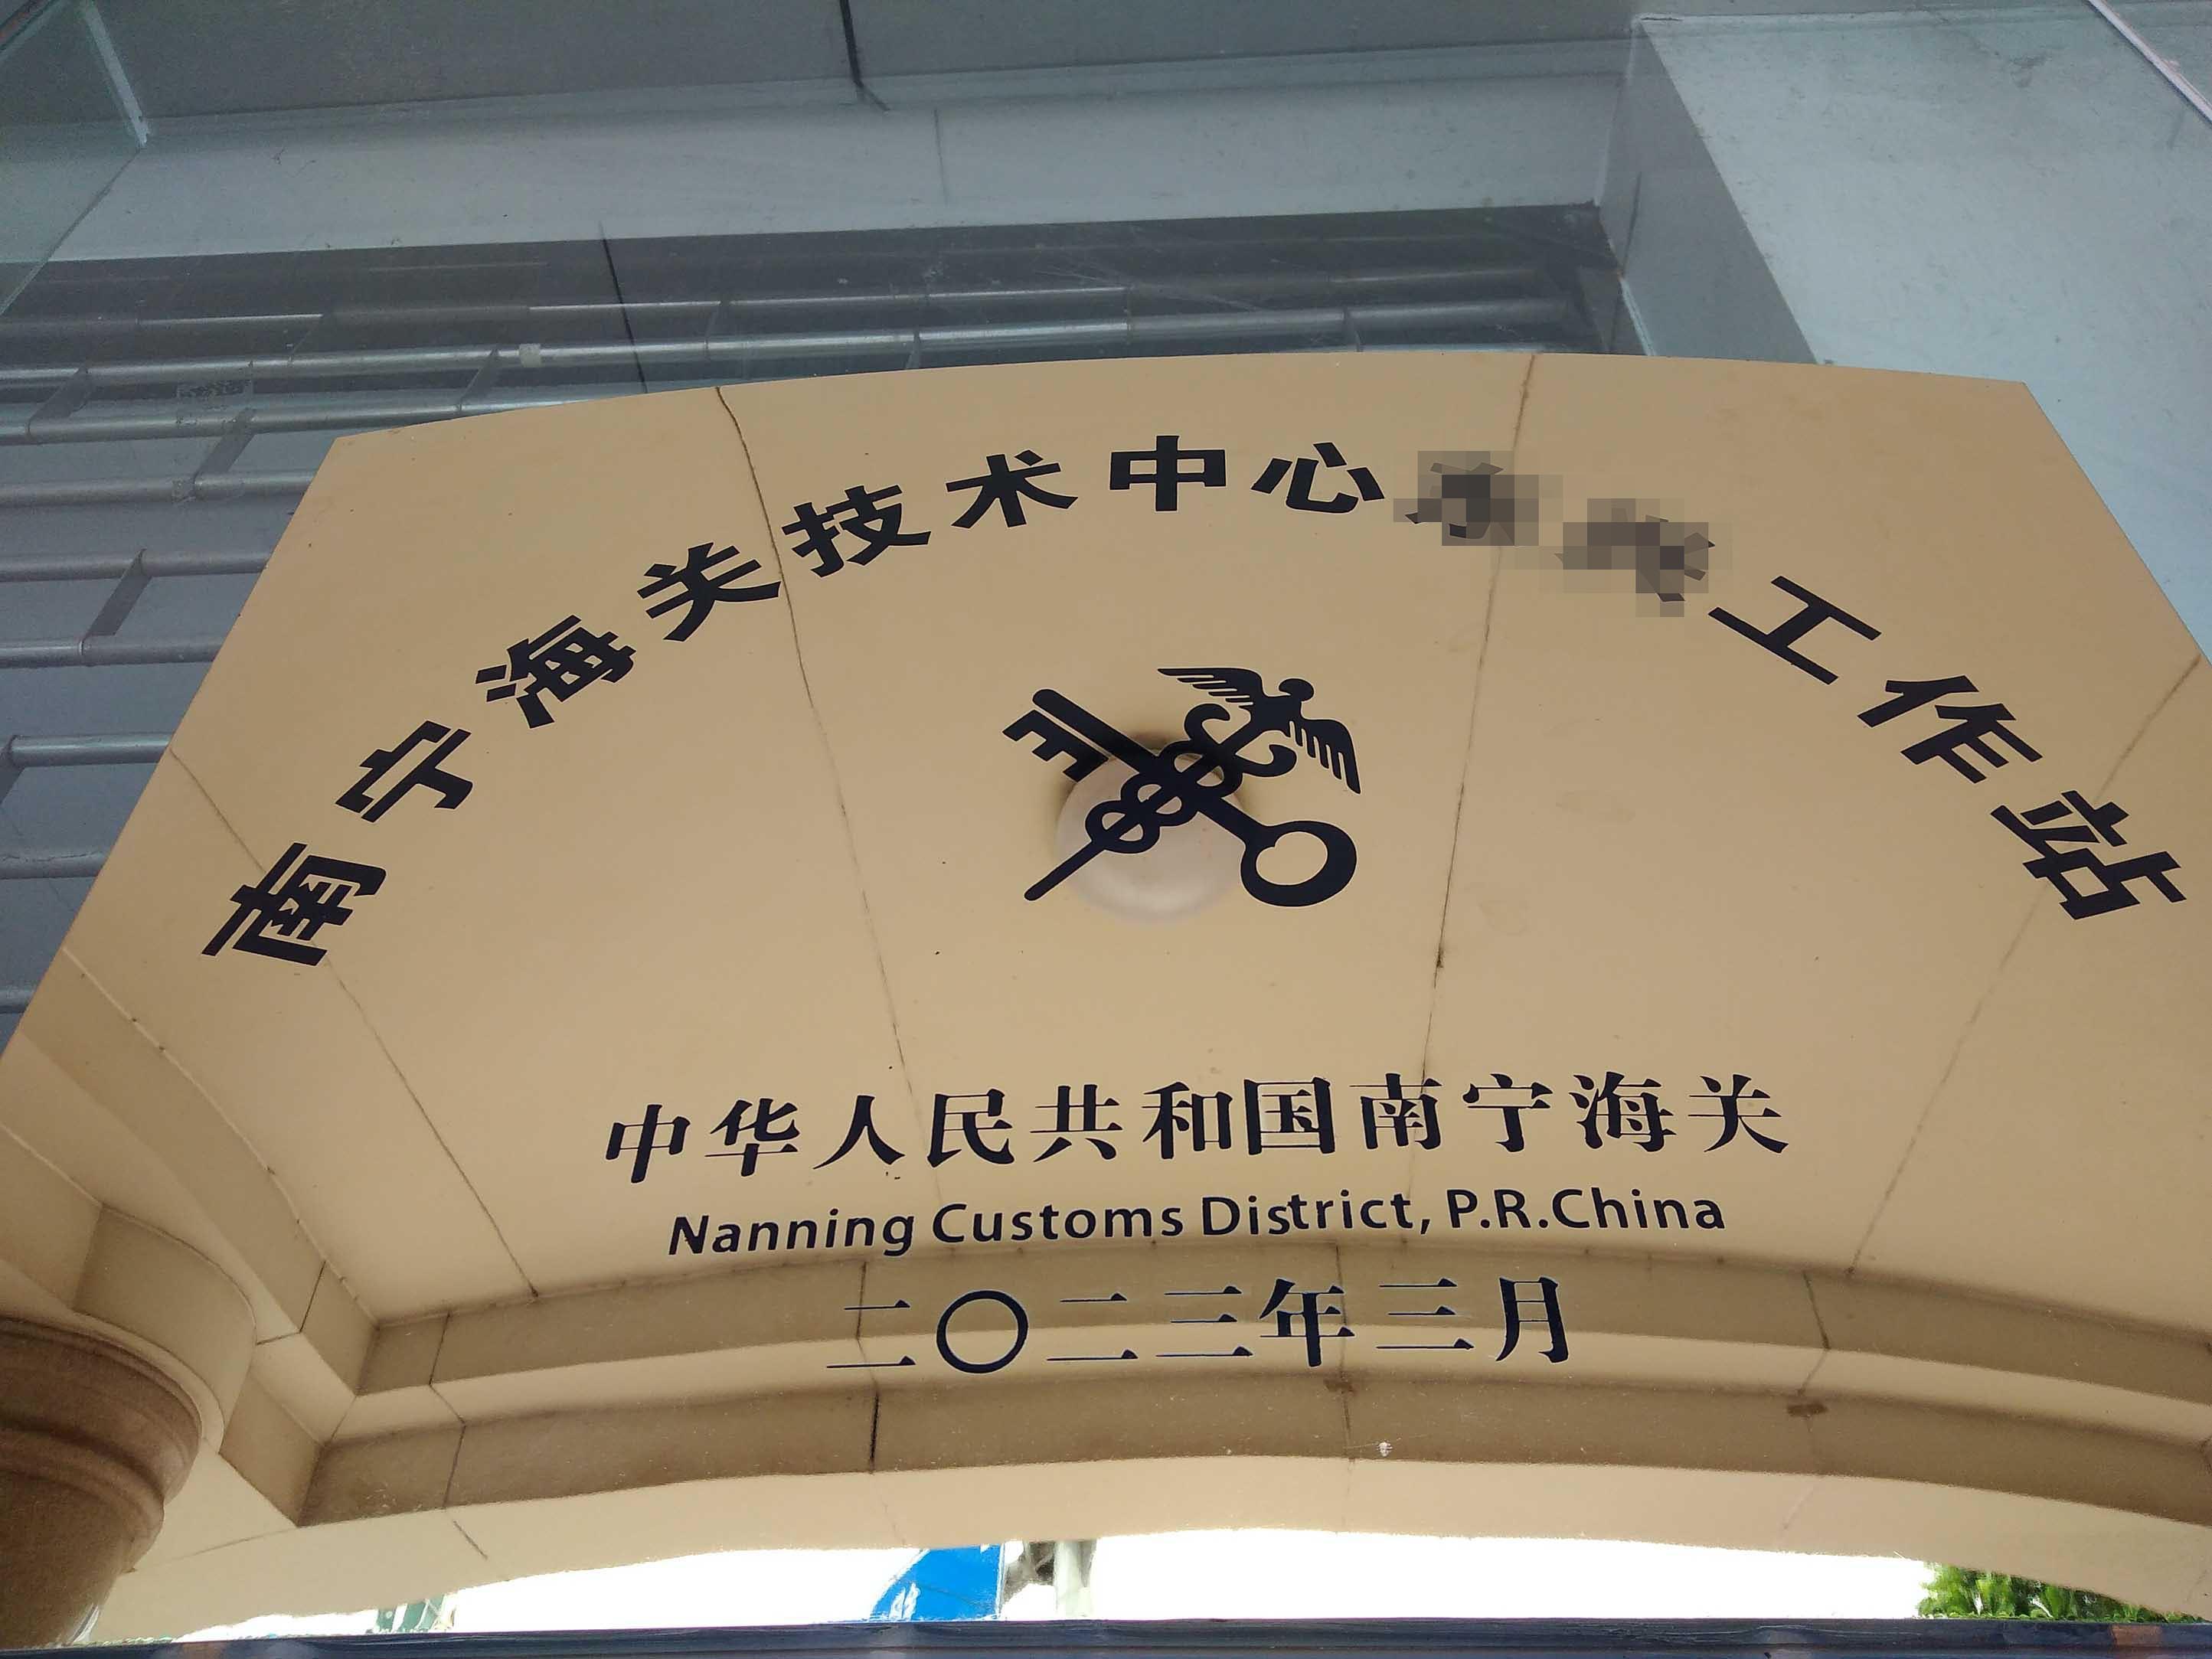 南宁海关技术中心工作站
中华人民共和国南宁海关
Nanning Customs District, P.R.China
二〇二三年三月